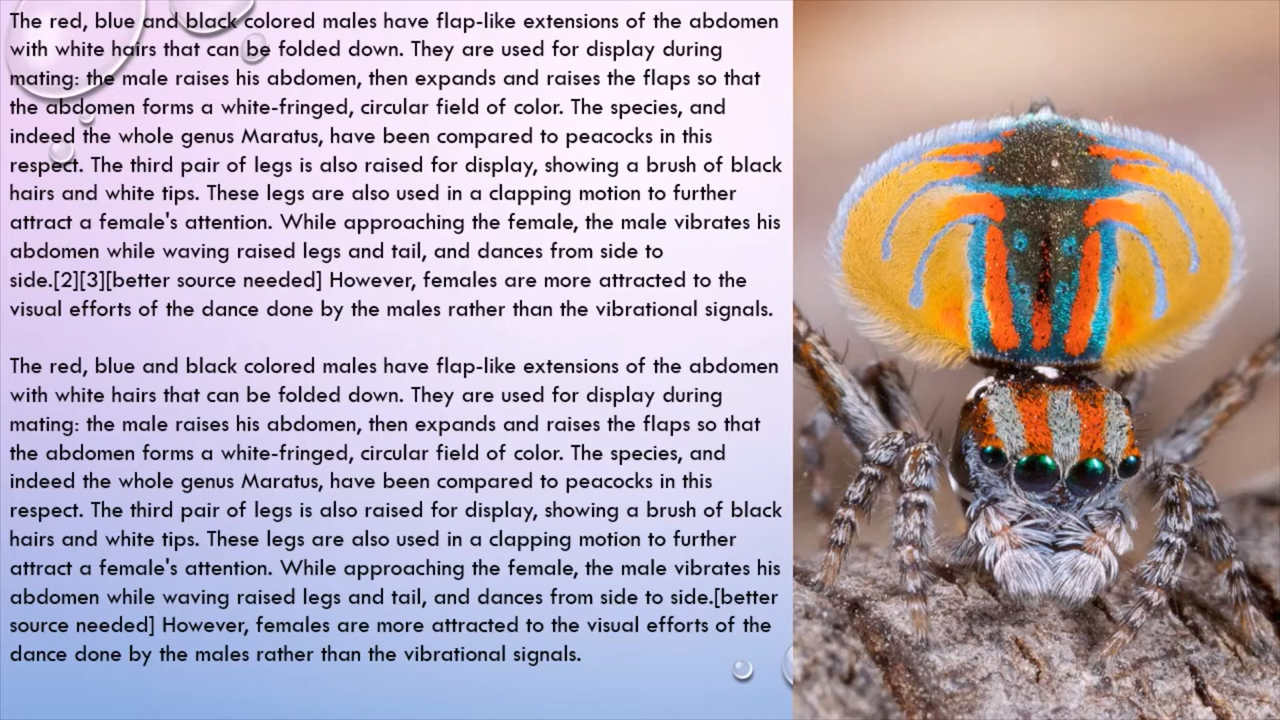 The red, blue and black colored males have flap-like extensions of the abdomen
with white hairs that can be folded down. They are used for display during
mating: the male raises his abdomen, then expands and raises the flaps so that
the abdomen forms a white-fringed, circular field of color. The species, and
indeed the whole genus Maratus, have been compared to peacocks in this
respect. The third pair of legs is also raised for display, showing a brush of black
hairs and white tips. These legs are also used in a clapping motion to further
attract a female's attention. While approaching the female, the male vibrates his
abdomen while waving raised legs and tail, and dances from side to
side.[2][3][better source needed] However, females are more attracted to the
visual efforts of the dance done by the males rather than the vibrational signals.
The red, blue and black colored males have flap-like extensions of the abdomen
with white hairs that can be folded down. They are used for display during
mating: the male raises his abdomen, then expands and raises the flaps so that
the abdomen forms a white-fringed, circular field of color. The species, and
indeed the whole genus Maratus, have been compared to peacocks in this
respect. The third pair of legs is also raised for display, showing a brush of black
hairs and white tips. These legs are also used in a clapping motion to further
attract a female's attention. While approaching the female, the male vibrates his
abdomen while waving raised legs and tail, and dances from side to side.[better
source needed] However, females are more attracted to the visual efforts of the
dance done by the males rather than the vibrational signals.